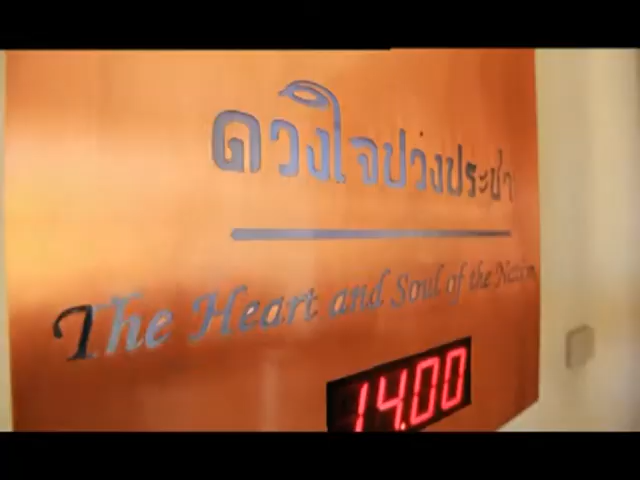 ดวงใจปวงประชา
The Heart and Soul of the Nation
14.00